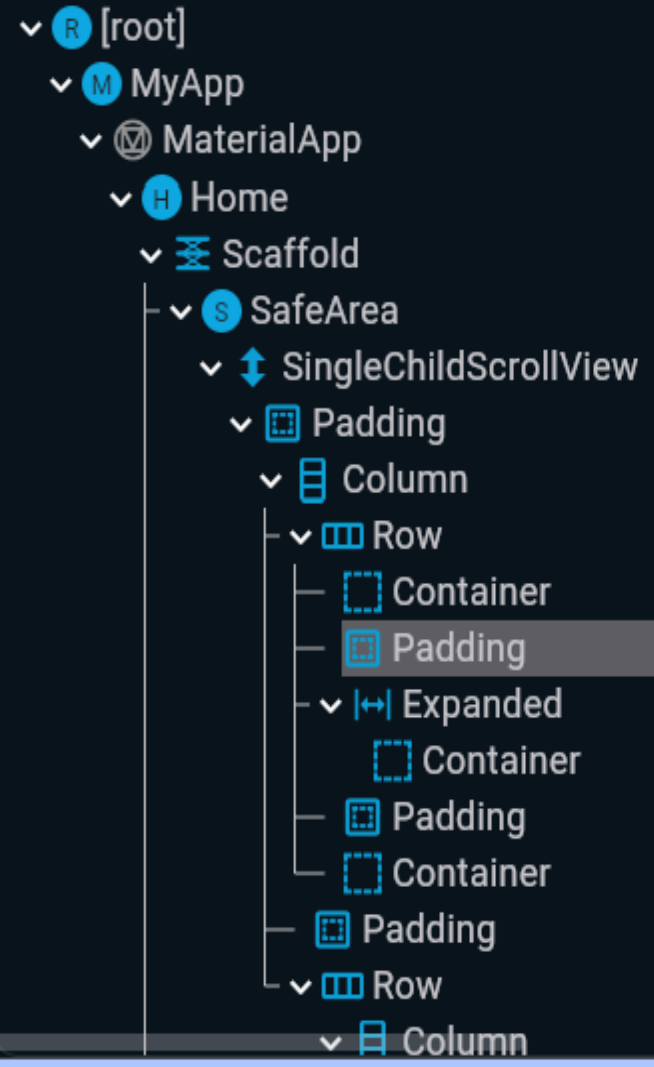 R [root]
M MyApp
MaterialApp
H Home
Scaffold
S SafeArea
SingleChildScrollView
Padding
Column
Row
Container
Padding
Expanded
Container
Padding
Container
Padding
Row
Column